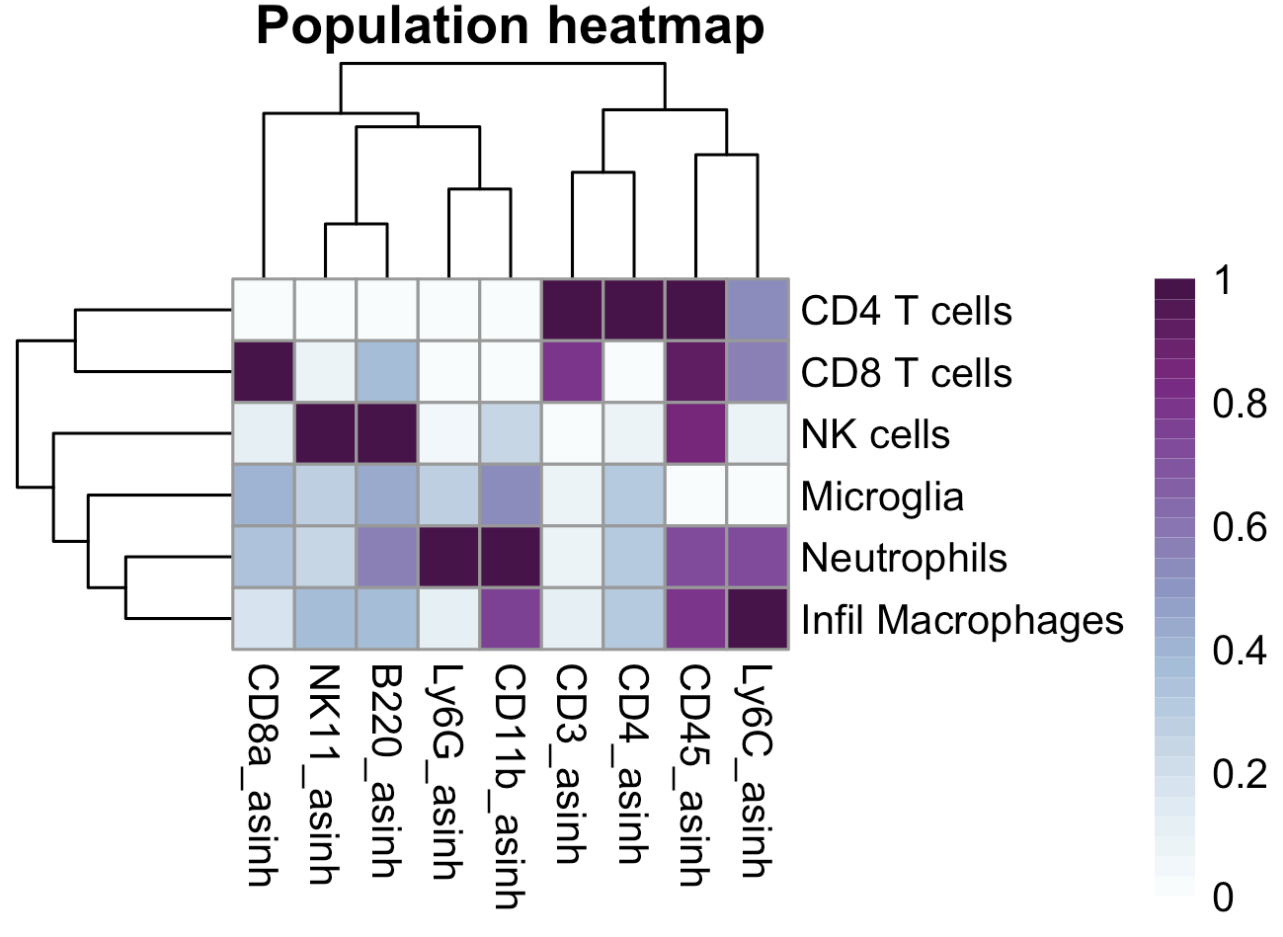 Population heatmap
CD4 T cells
CD8 T cells
NK cells
Microglia
Neutrophils
Infil Macrophages
1
0.8
0.6
0.4
0.2
0
CD8a_asinh
NK11_asinh
B220_asinh
Ly6G_asinh
CD11b_asinh
CD3_asinh
CD4_asinh
CD45_asinh
Ly6C_asinh